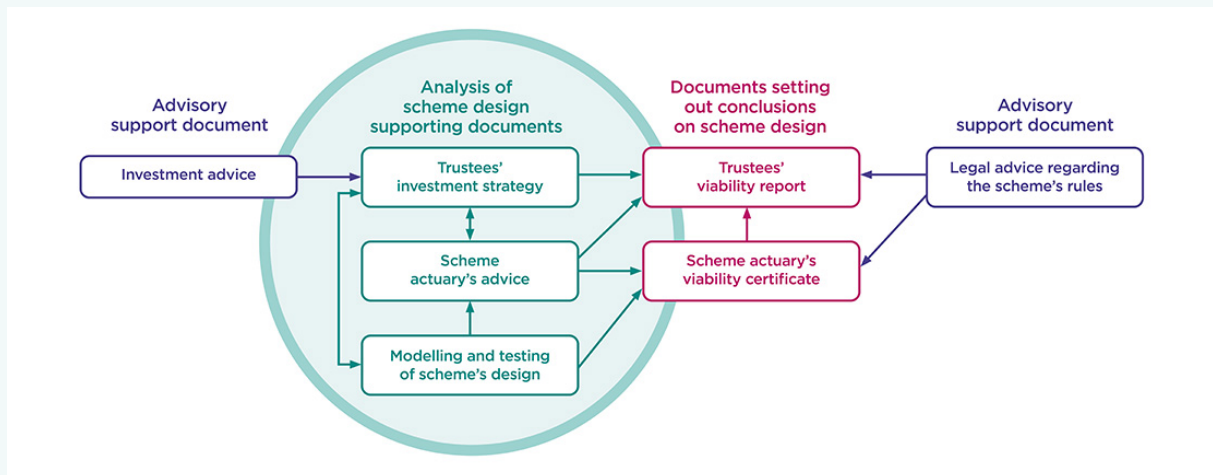 Advisory
support document
Investment advice
Analysis of
scheme design
supporting documents
Trustees’
investment strategy
Scheme
actuary’s advice
Modelling and testing
of scheme’s design
Documents setting
out conclusions
on scheme design
Trustees’
viability report
Scheme actuary’s
viability certificate
Advisory
support document
Legal advice regarding
the scheme’s rules